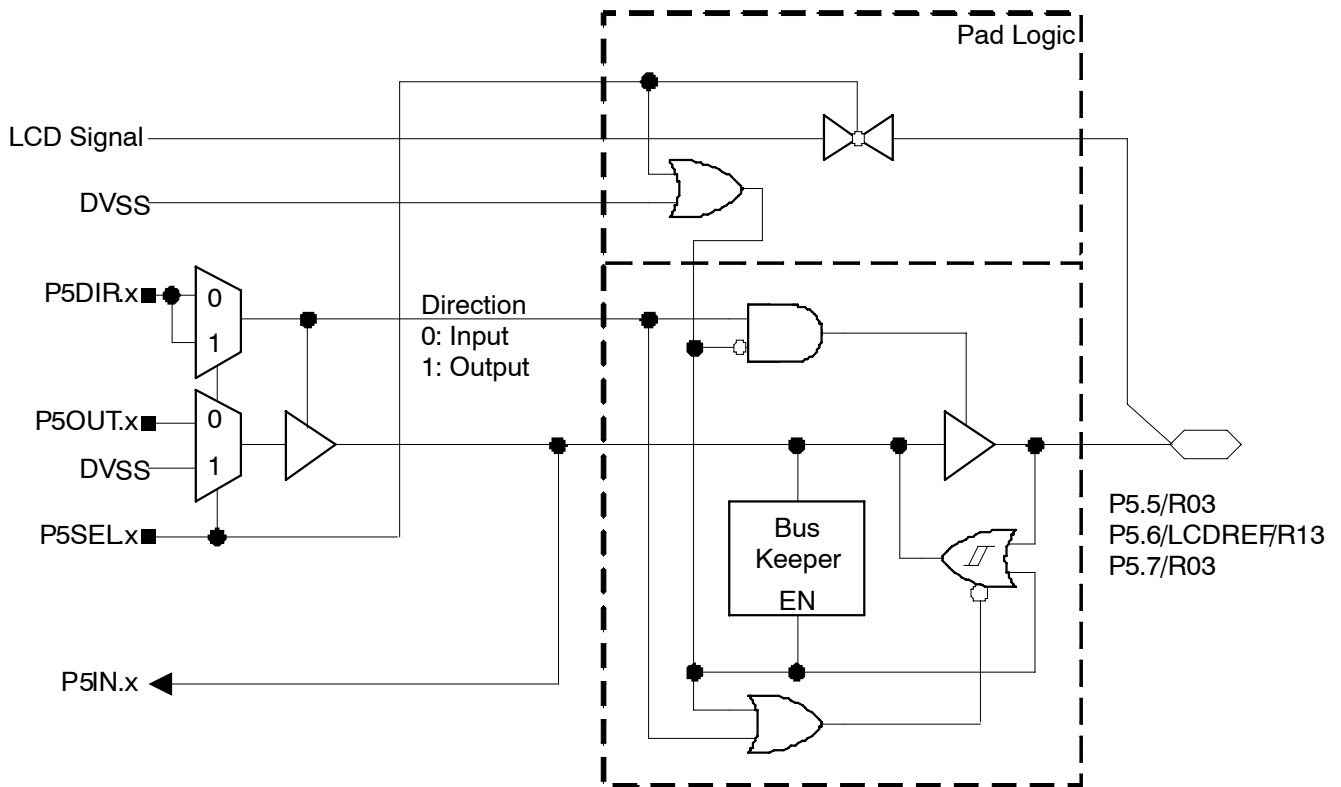 Pad Logic
LCD Signal
DVSS
P5DIR.x
0
1
Direction
0: Input
1: Output
P5OUT.x
0
DVSS
1
P5SEL.x
Bus
Keeper
EN
P5.5/R03
P5.6/LCDREF/R13
P5.7/R03
P5IN.x